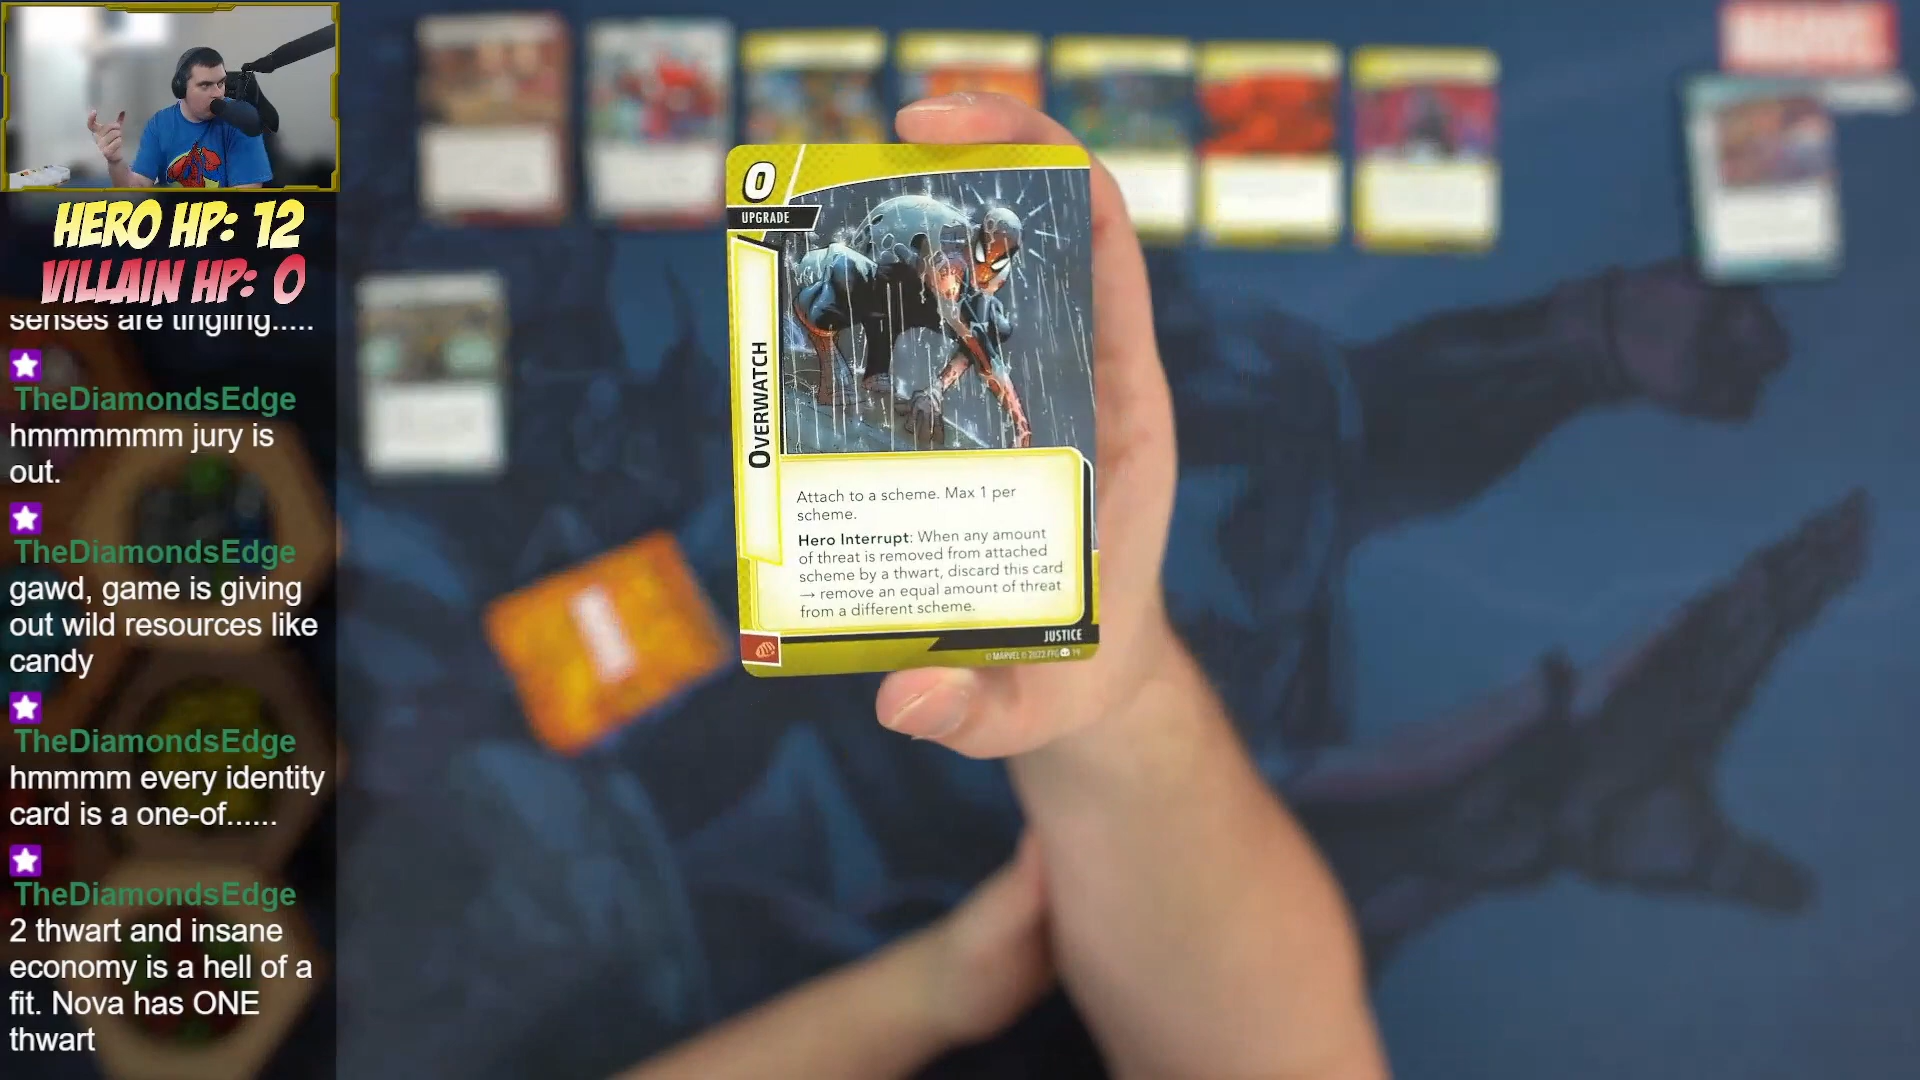 HERO HP: 12
VILLAIN HP: 0
senses are tingling.....
TheDiamondsEdge
hmmmmmm jury is
out.
TheDiamondsEdge
gawd, game is giving
out wild resources like
candy
TheDiamondsEdge
hmmmm every identity
card is a one-of......
TheDiamondsEdge
2 thwart and insane
economy is a hell of a
fit. Nova has ONE
thwart
0
UPGRADE
OVERWATCH
Attach to a scheme. Max 1 per
scheme.
Hero Interrupt: When any amount
of threat is removed from attached
scheme by a thwart, discard this card
→ remove an equal amount of threat
from a different scheme.
JUSTICE
MARVEL